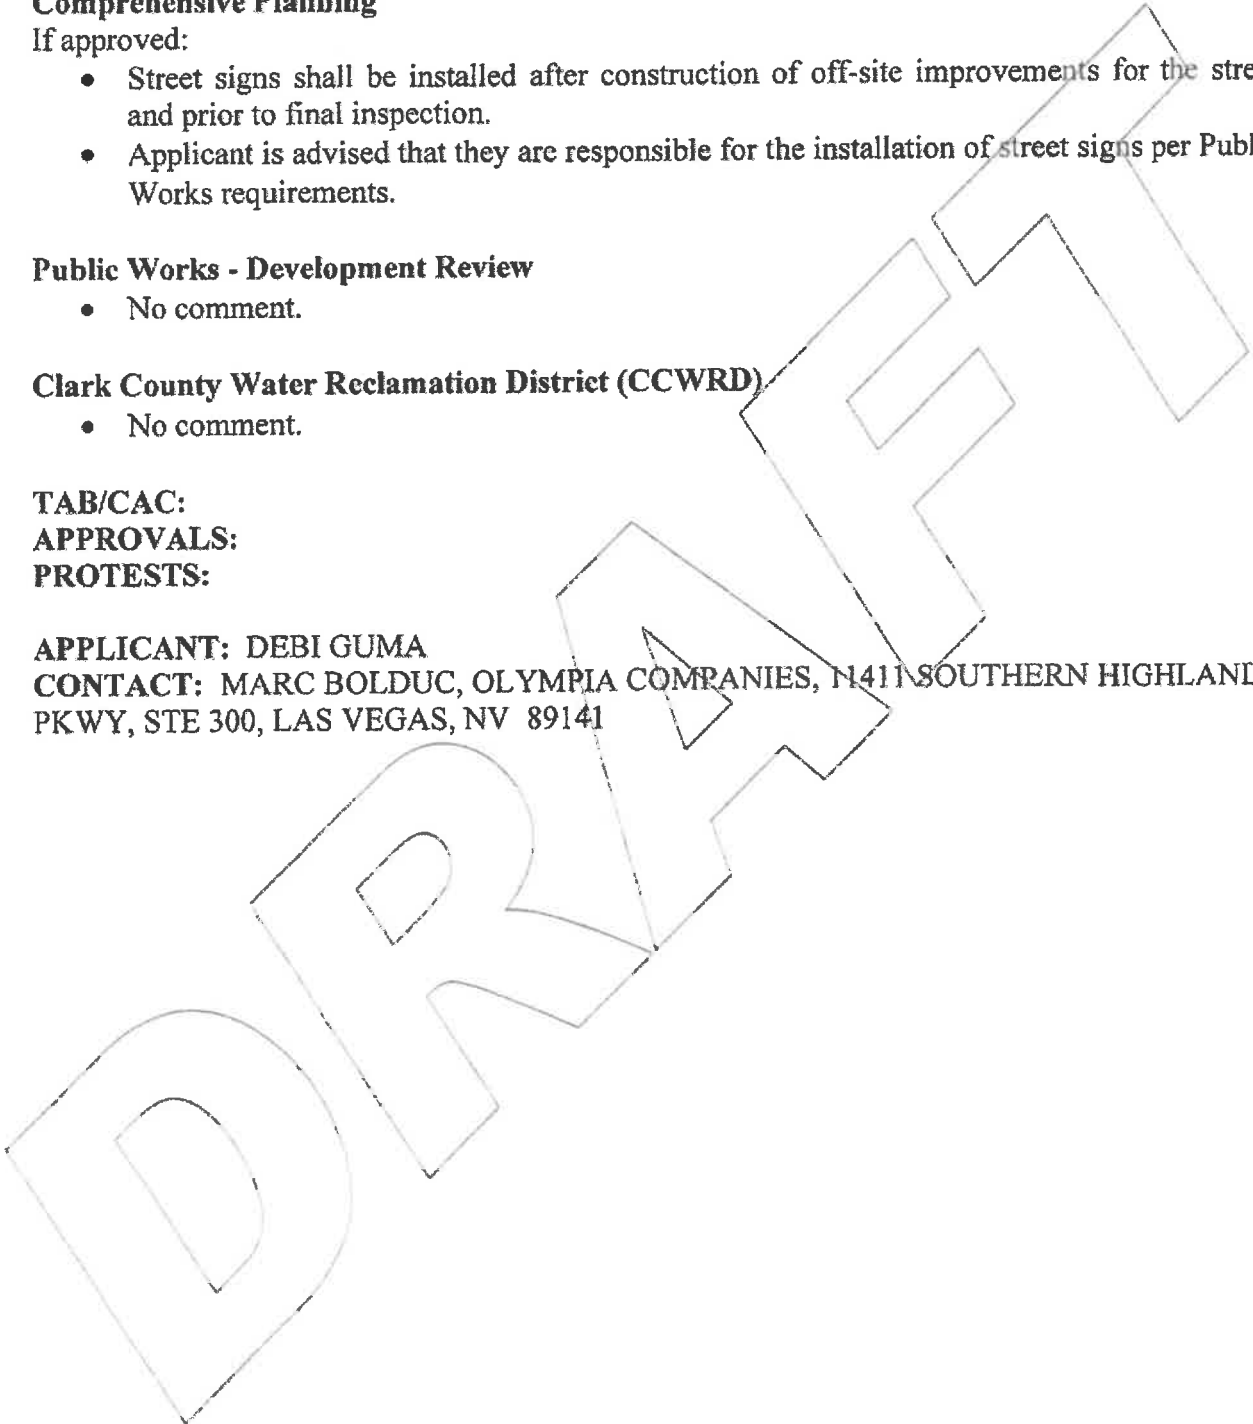 Comprehensive Planning
If approved:
• Street signs shall be installed after construction of off-site improvements for the stre
and prior to final inspection.
• Applicant is advised that they are responsible for the installation of street signs per Publ
Works requirements.
Public Works - Development Review
• No comment.
Clark County Water Reclamation District (CCWRD)
• No comment.
TAB/CAC:
APPROVALS:
PROTESTS:
APPLICANT: DEBI GUMA
CONTACT: MARC BOLDUC, OLYMPIA COMPANIES, 11411 SOUTHERN HIGHLAND
PKWY, STE 300, LAS VEGAS, NV 89141
DRAFT